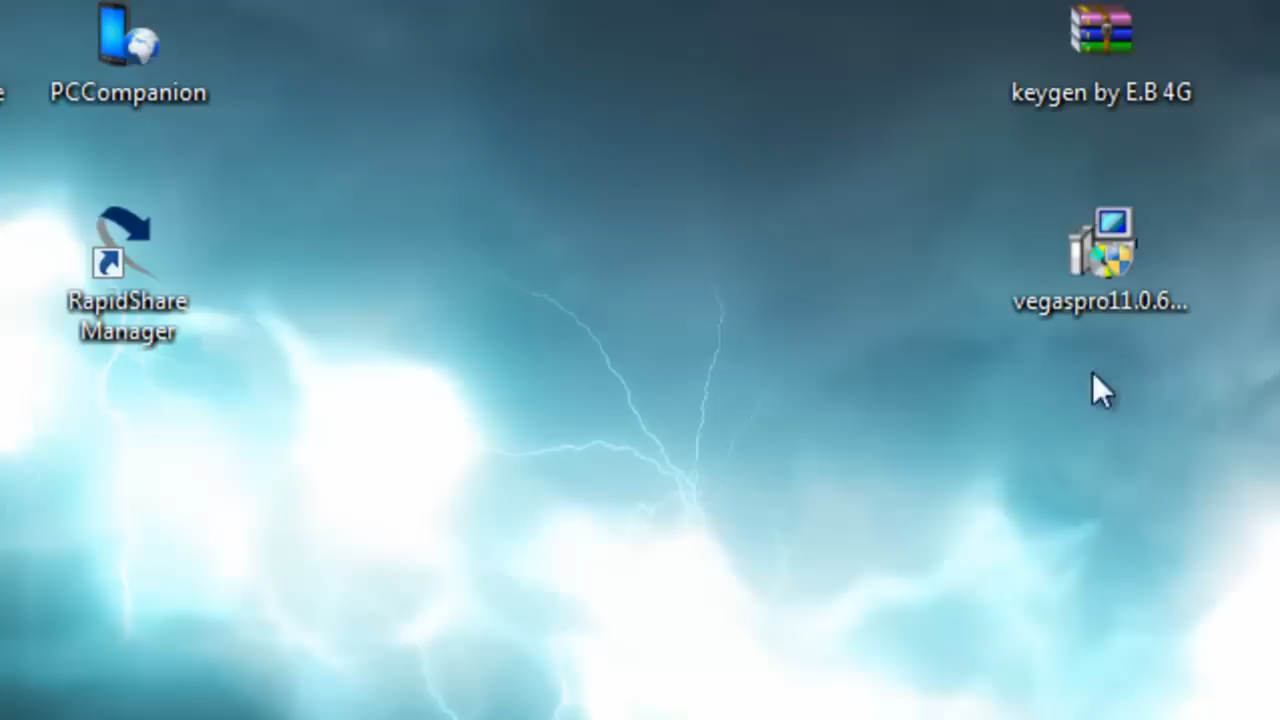 e
PCCompanion
keygen by E.B 4G
RapidShare
Manager
vegaspro11.0.6...